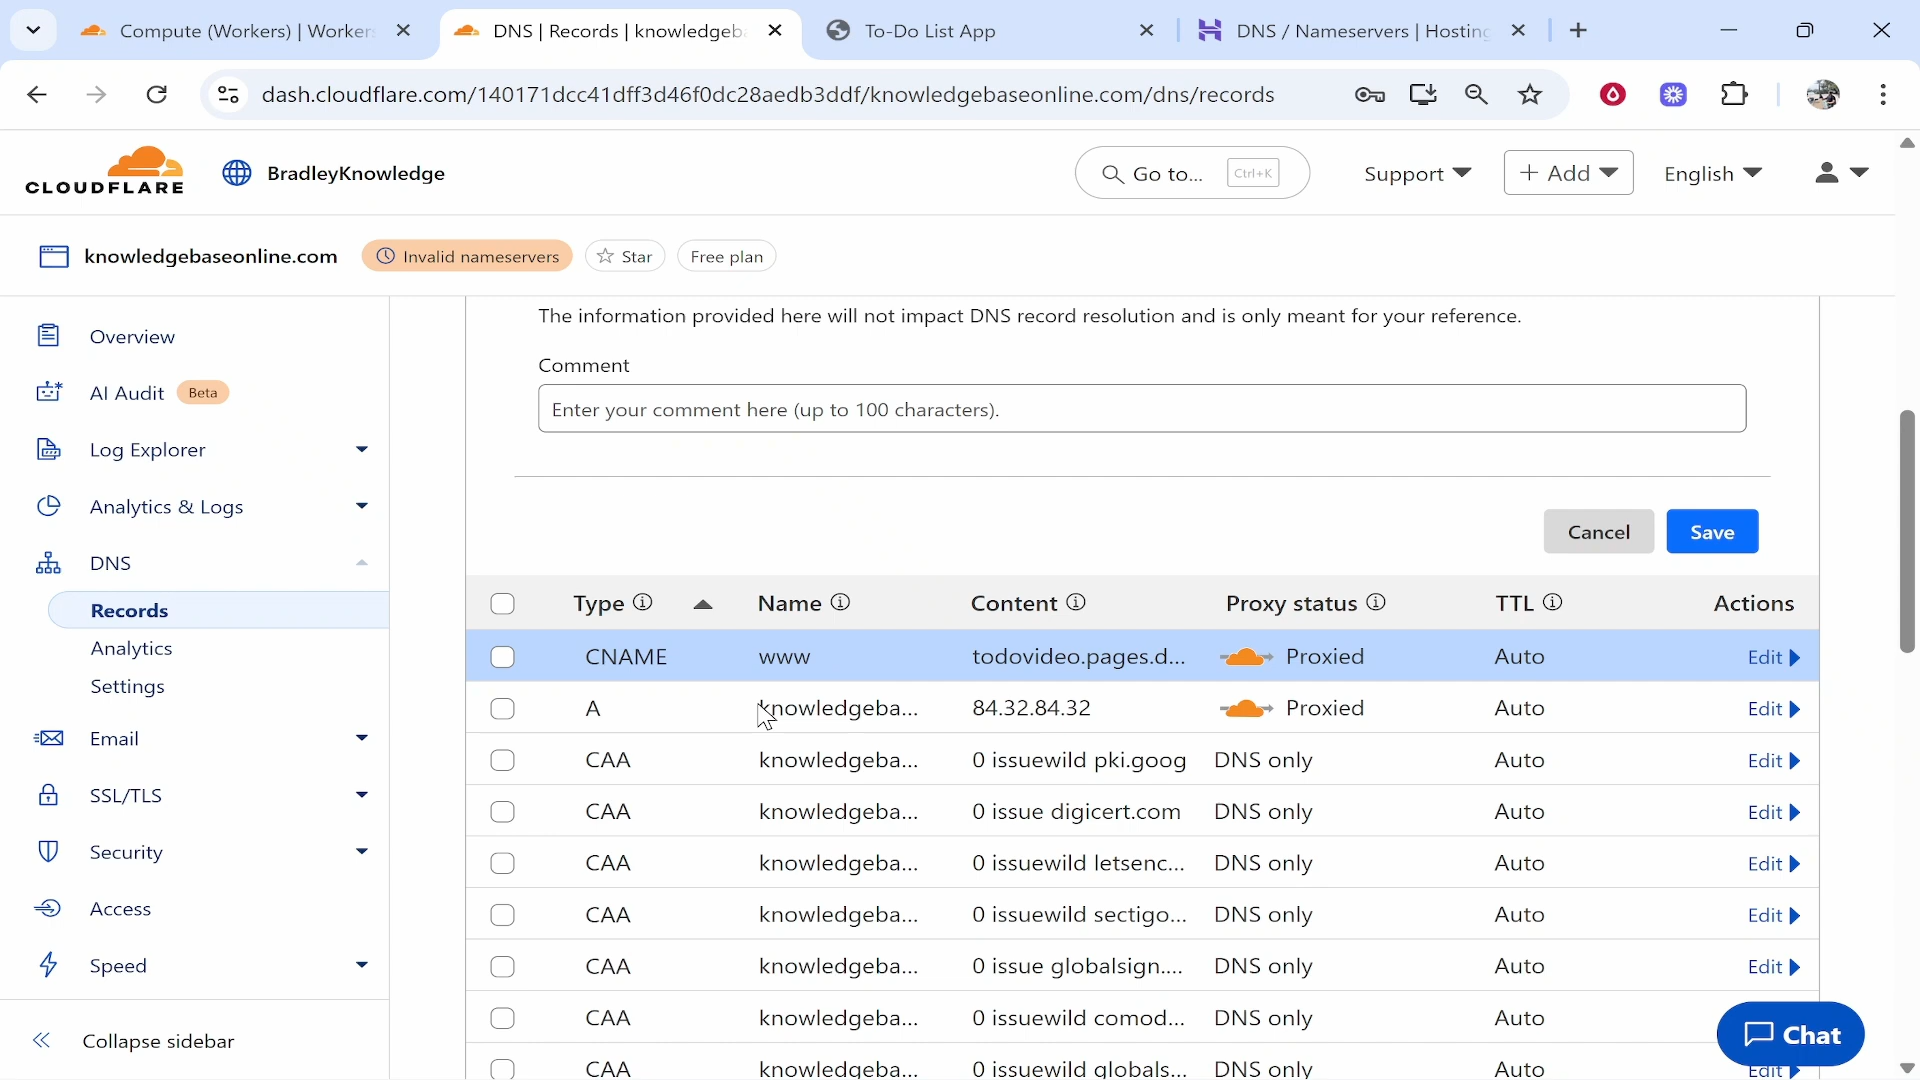 Compute (Workers) | Worker
DNS | Records | knowledgeb
To-Do List App
DNS / Nameservers | Hosting
dash.cloudflare.com/140171dcc41dff3d46f0dc28aedb3ddf/knowledgebaseonline.com/dns/records
CLOUDFLARE
BradleyKnowledge
Go to...
Ctrl+K
Support
+ Add
English
knowledgebaseonline.com
Invalid nameservers
Star
Free plan
Overview
AI Audit
Beta
Log Explorer
Analytics & Logs
DNS
Records
Analytics
Settings
Email
SSL/TLS
Security
Access
Speed
Collapse sidebar
The information provided here will not impact DNS record resolution and is only meant for your reference.
Comment
Enter your comment here (up to 100 characters).
Cancel
Save
Type Name Content Proxy status TTL Actions
CNAME www todovideo.pages.d... Proxied Auto Edit
A knowledgeba... 84.32.84.32 Proxied Auto Edit
CAA knowledgeba... 0 issuewild pki.goog DNS only Auto Edit
CAA knowledgeba... 0 issue digicert.com DNS only Auto Edit
CAA knowledgeba... 0 issuewild letsenc... DNS only Auto Edit
CAA knowledgeba... 0 issuewild sectigo... DNS only Auto Edit
CAA knowledgeba... 0 issue globalsign.... DNS only Auto Edit
CAA knowledgeba... 0 issuewild comod... DNS only Auto
CAA knowledgeba... 0 issuewild globals... DNS only Auto Edit
Chat